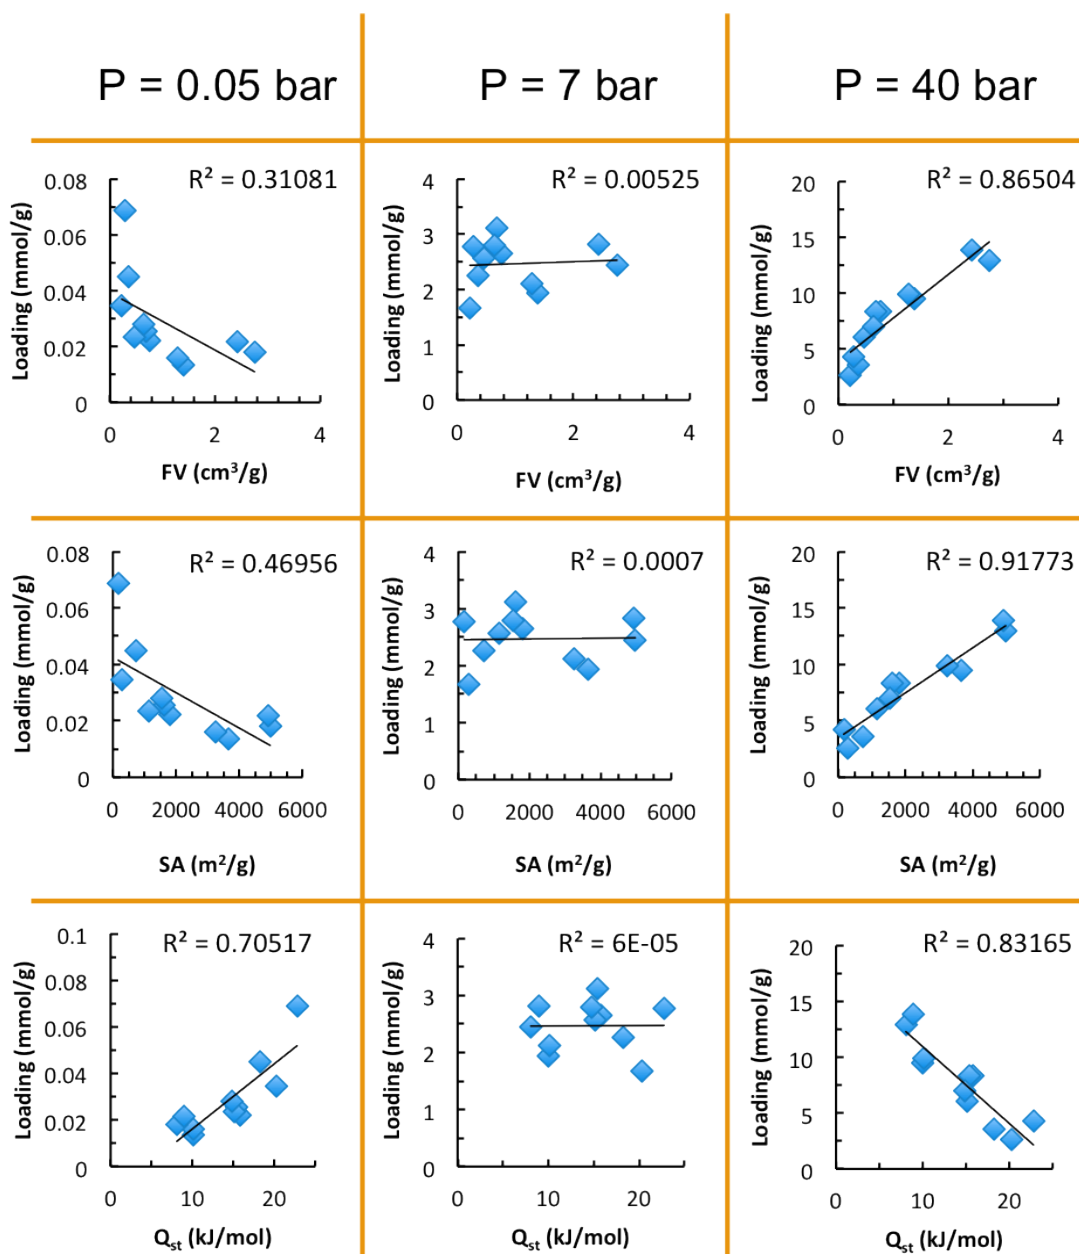 P = 0.05 bar
P = 7 bar
P = 40 bar
R² = 0.31081
Loading (mmol/g)
0.08
0.06
0.04
0.02
0
0 2 4
FV (cm³/g)
R² = 0.00525
Loading (mmol/g)
4
3
2
1
0
0 2 4
FV (cm³/g)
R² = 0.86504
Loading (mmol/g)
20
15
10
5
0
0 2 4
FV (cm³/g)
R² = 0.46956
Loading (mmol/g)
0.08
0.06
0.04
0.02
0
0 2000 4000 6000
SA (m²/g)
R² = 0.0007
Loading (mmol/g)
4
3
2
1
0
0 2000 4000 6000
SA (m²/g)
R² = 0.91773
Loading (mmol/g)
20
15
10
5
0
0 2000 4000 6000
SA (m²/g)
R² = 0.70517
Loading (mmol/g)
0.1
0.08
0.06
0.04
0.02
0
0 10 20
Qst (kJ/mol)
R² = 6E-05
Loading (mmol/g)
4
3
2
1
0
0 10 20
Qst (kJ/mol)
R² = 0.83165
Loading (mmol/g)
20
15
10
5
0
0 10 20
Qst (kJ/mol)